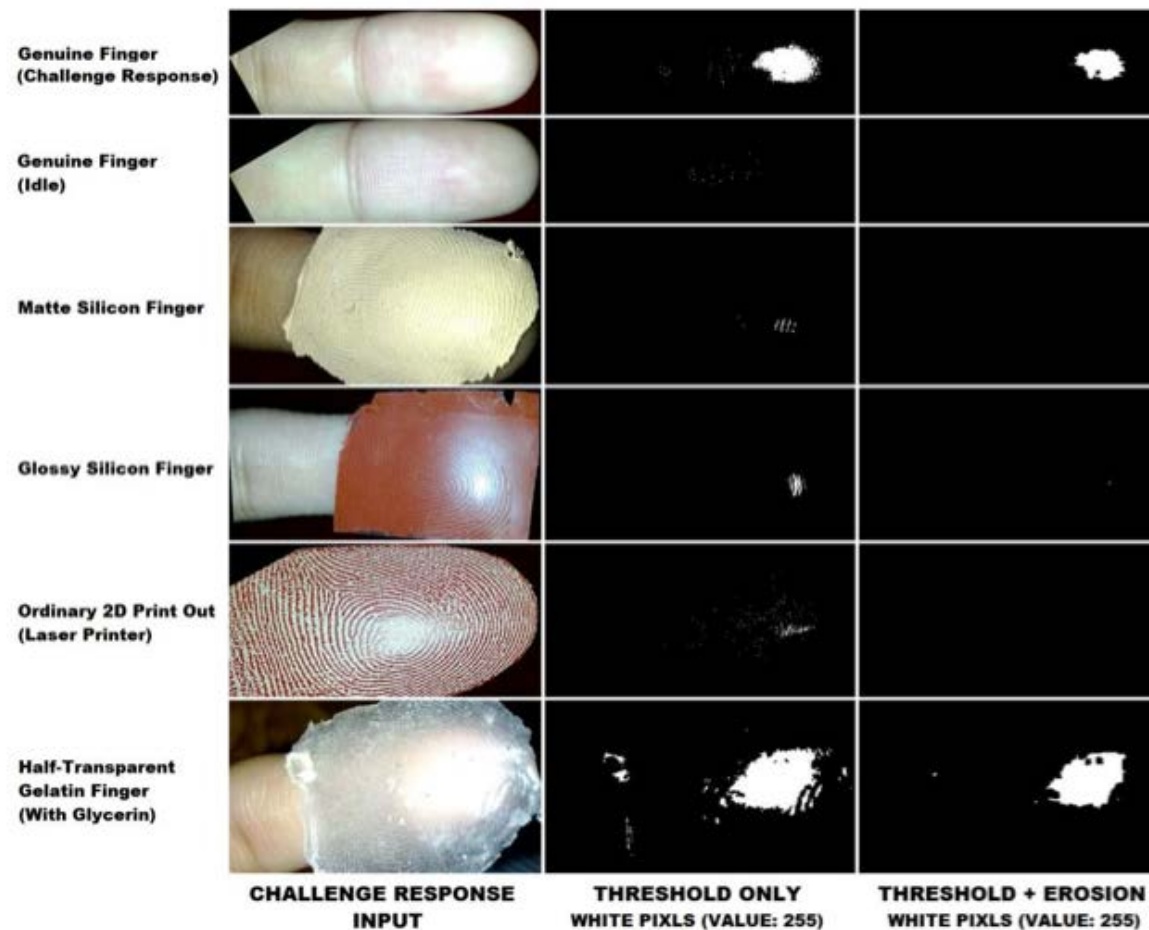 Genuine Finger
(Challenge Response)
Genuine Finger
(Idle)
Matte Silicon Finger
Glossy Silicon Finger
Ordinary 2D Print Out
(Laser Printer)
Half-Transparent
Gelatin Finger
(With Glycerin)
CHALLENGE RESPONSE
INPUT
THRESHOLD ONLY
WHITE PIXLS (VALUE: 255)
THRESHOLD + EROSION
WHITE PIXLS (VALUE: 255)